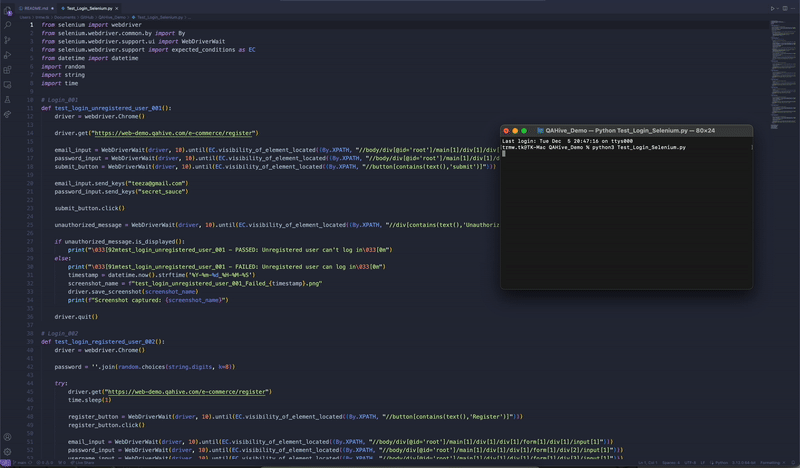 README.md
Test_Login_Selenium.py
from selenium import webdriver
from selenium.webdriver.common.by import By
from selenium.webdriver.support.ui import WebDriverWait
from selenium.webdriver.support import expected_conditions as EC
from datetime import datetime
import random
import string
import time
# Login_001
def test_login_unregistered_user_001():
driver = webdriver.Chrome()
driver.get("https://web-demo.qahive.com/e-commerce/register")
email_input = WebDriverWait(driver, 10).until(EC.visibility_of_element_located((By.XPATH, "//body/div[@id='root']/main[1]/div[1]/div[
password_input = WebDriverWait(driver, 10).until(EC.visibility_of_element_located((By.XPATH, "//body/div[@id='root']/main[1]/div[1]/d
submit_button = WebDriverWait(driver, 10).until(EC.visibility_of_element_located((By.XPATH, "//button[contains(text(),'submit')]")))
email_input.send_keys("teeza@gmail.com")
password_input.send_keys("secret_sauce")
submit_button.click()
unauthorized_message = WebDriverWait(driver, 10).until(EC.visibility_of_element_located((By.XPATH, "//div[contains(text(),'Unauthoriz
if unauthorized_message.is_displayed():
print("\033[92mtest_login_unregistered_user_001 - PASSED: Unregistered user can't log in\033[0m")
else:
print("\033[91mtest_login_unregistered_user_001 - FAILED: Unregistered user can log in\033[0m")
timestamp = datetime.now().strftime('%Y-%m-%d_%H-%M-%S')
screenshot_name = f"test_login_unregistered_user_001_Failed_{timestamp}.png"
driver.save_screenshot(screenshot_name)
print(f"Screenshot captured: {screenshot_name}")
driver.quit()
# Login_002
def test_login_registered_user_002():
driver = webdriver.Chrome()
password = ''.join(random.choices(string.digits, k=8))
try:
driver.get("https://web-demo.qahive.com/e-commerce/register")
time.sleep(1)
register_button = WebDriverWait(driver, 10).until(EC.visibility_of_element_located((By.XPATH, "//button[contains(text(),'Register')]")))
register_button.click()
email_input = WebDriverWait(driver, 10).until(EC.visibility_of_element_located((By.XPATH, "//body/div[@id='root']/main[1]/div[1]/div[1]/form[1]/div[1]/input[1]")))
password_input = WebDriverWait(driver, 10).until(EC.visibility_of_element_located((By.XPATH, "//body/div[@id='root']/main[1]/div[1]/div[1]/form[1]/div[2]/input[1]")))
QAHive_Demo — Python Test_Login_Selenium.py — 80×24
Last login: Tue Dec 5 20:47:16 on ttys000
QAHive_Demo % python3 Test_Login_Selenium.py